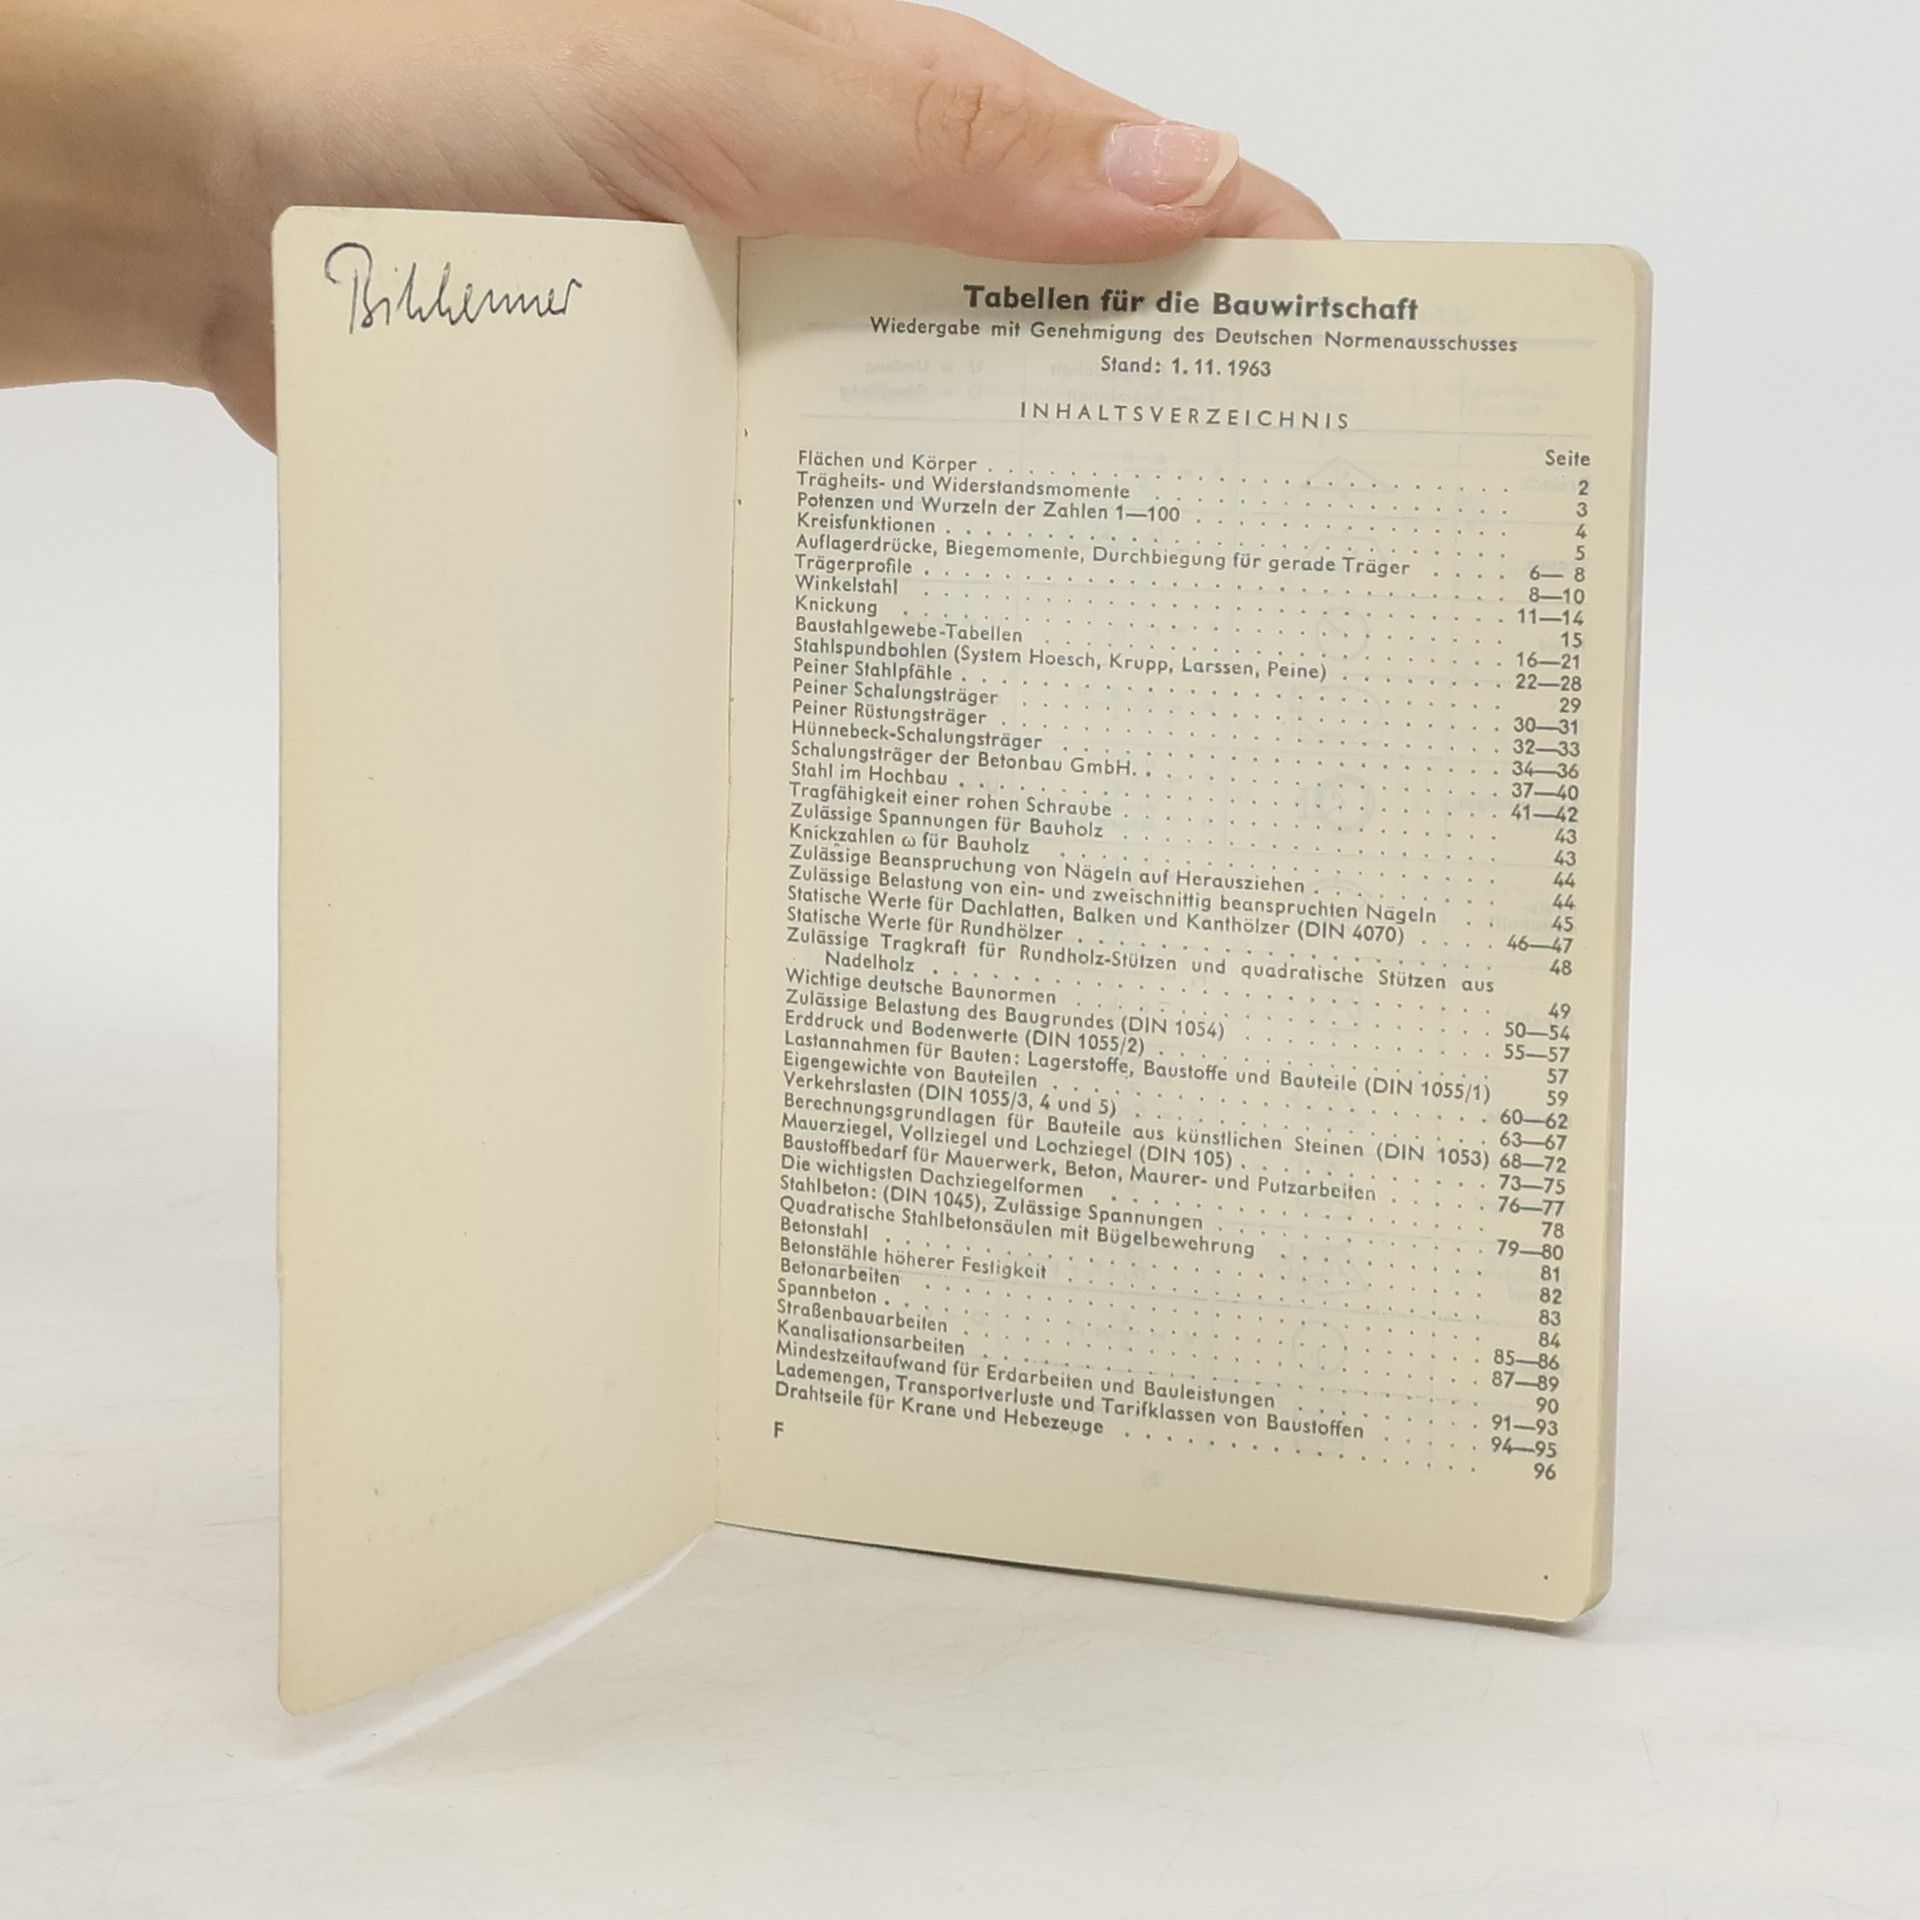 Tabellen für die Bauwirtschaft
Wiedergabe mit Genehmigung des Deutschen Normenausschusses
Stand: 1. 11. 1963
INHALTSVERZEICHNIS
Seite
Flächen und Körper 2
Trägheits- und Widerstandsmomente 3
Potenzen und Wurzeln der Zahlen 1—100 4
Kreisfunktionen 5
Auflagerdrücke, Biegemomente, Durchbiegung für gerade Träger 6— 8
Trägerprofile 8—10
Winkelstahl 11—14
Knickung 15
Baustahlgewebe-Tabellen 16—21
Stahlspundbohlen (System Hoesch, Krupp, Larssen, Peine) 22—28
Peiner Stahlpfähle 29
Peiner Schalungsträger 30—31
Peiner Rüstungsträger 32—33
Hünnebeck-Schalungsträger 34—36
Schalungsträger der Betonbau GmbH. 37—40
Stahl im Hochbau 41—42
Tragfähigkeit einer rohen Schraube 43
Zulässige Spannungen für Bauholz 43
Knickzahlen ω für Bauholz 44
Zulässige Beanspruchung von Nägeln auf Herausziehen 44
Zulässige Belastung von ein- und zweischnittig beanspruchten Nägeln 45
Statische Werte für Dachlatten, Balken und Kanthölzer (DIN 4070) 46—47
Statische Werte für Rundhölzer 48
Zulässige Tragkraft für Rundholz-Stützen und quadratische Stützen aus
Nadelholz 49
Wichtige deutsche Baunormen 50—54
Zulässige Belastung des Baugrundes (DIN 1054) 55—57
Erddruck und Bodenwerte (DIN 1055/2) 57
Lastannahmen für Bauten: Lagerstoffe, Baustoffe und Bauteile (DIN 1055/1) 59
Eigengewichte von Bauteilen 60—62
Verkehrslasten (DIN 1055/3, 4 und 5) 63—67
Berechnungsgrundlagen für Bauteile aus künstlichen Steinen (DIN 1053) 68—72
Mauerziegel, Vollziegel und Lochziegel (DIN 105) 73—75
Baustoffbedarf für Mauerwerk, Beton, Maurer- und Putzarbeiten 76—77
Die wichtigsten Dachziegelformen 78
Stahlbeton: (DIN 1045), Zulässige Spannungen 79—80
Quadratische Stahlbetonsäulen mit Bügelbewehrung 81
Betonstahl 82
Betonstähle höherer Festigkeit 83
Betonarbeiten 84
Spannbeton 85—86
Straßenbauarbeiten 87—89
Kanalisationsarbeiten 90
Mindestzeitaufwand für Erdarbeiten und Bauleistungen 91—93
Lademengen, Transportverluste und Tarifklassen von Baustoffen 94—95
Drahtseile für Krane und Hebezeuge 96
F